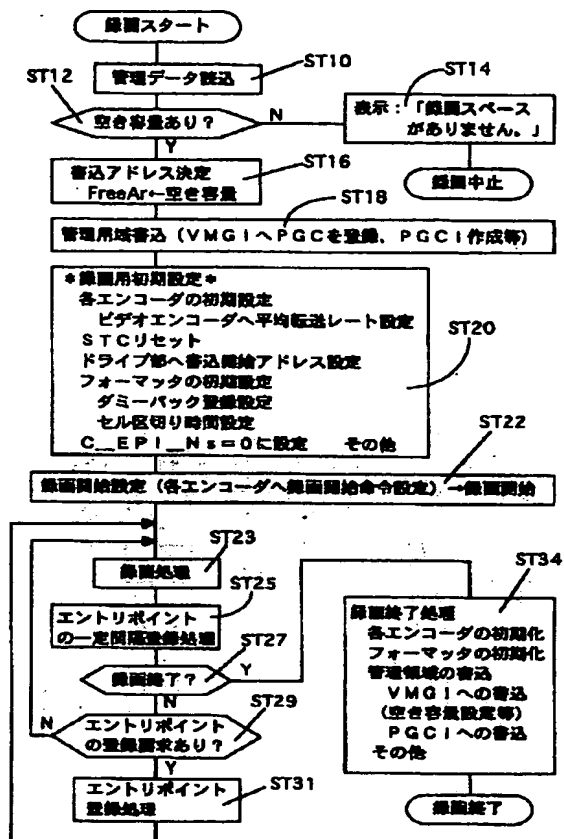 録画スタート
ST10
管理データ読込
ST12
空き容量あり？
N
Y
ST14
表示：「録画スペース
がありません。」
録画中止
ST16
書込アドレス決定
FreeAr←空き容量
ST18
管理用域書込（VMGIへPGCを登録、PGCI作成等）
＊録画用初期設定＊
各エンコーダの初期設定
ビデオエンコーダへ平均転送レート設定
STCリセット
ドライブ部へ書込開始アドレス設定
フォーマッタの初期設定
ダミーパック登録設定
セル区切り時間設定
C_EPI_Ns=0に設定　その他
ST20
ST22
録画開始設定（各エンコーダへ録画開始命令設定）→録画開始
ST23
録画処理
ST25
エントリポイント
の一定間隔登録処理
ST27
録画終了？
Y
N
ST29
エントリポイント
の登録要求あり？
N
Y
ST31
エントリポイント
登録処理
ST34
録画終了処理
各エンコーダの初期化
フォーマッタの初期化
管理領域の書込
VMGIへの書込
（空き容量設定等）
PGCIへの書込
その他
録画終了